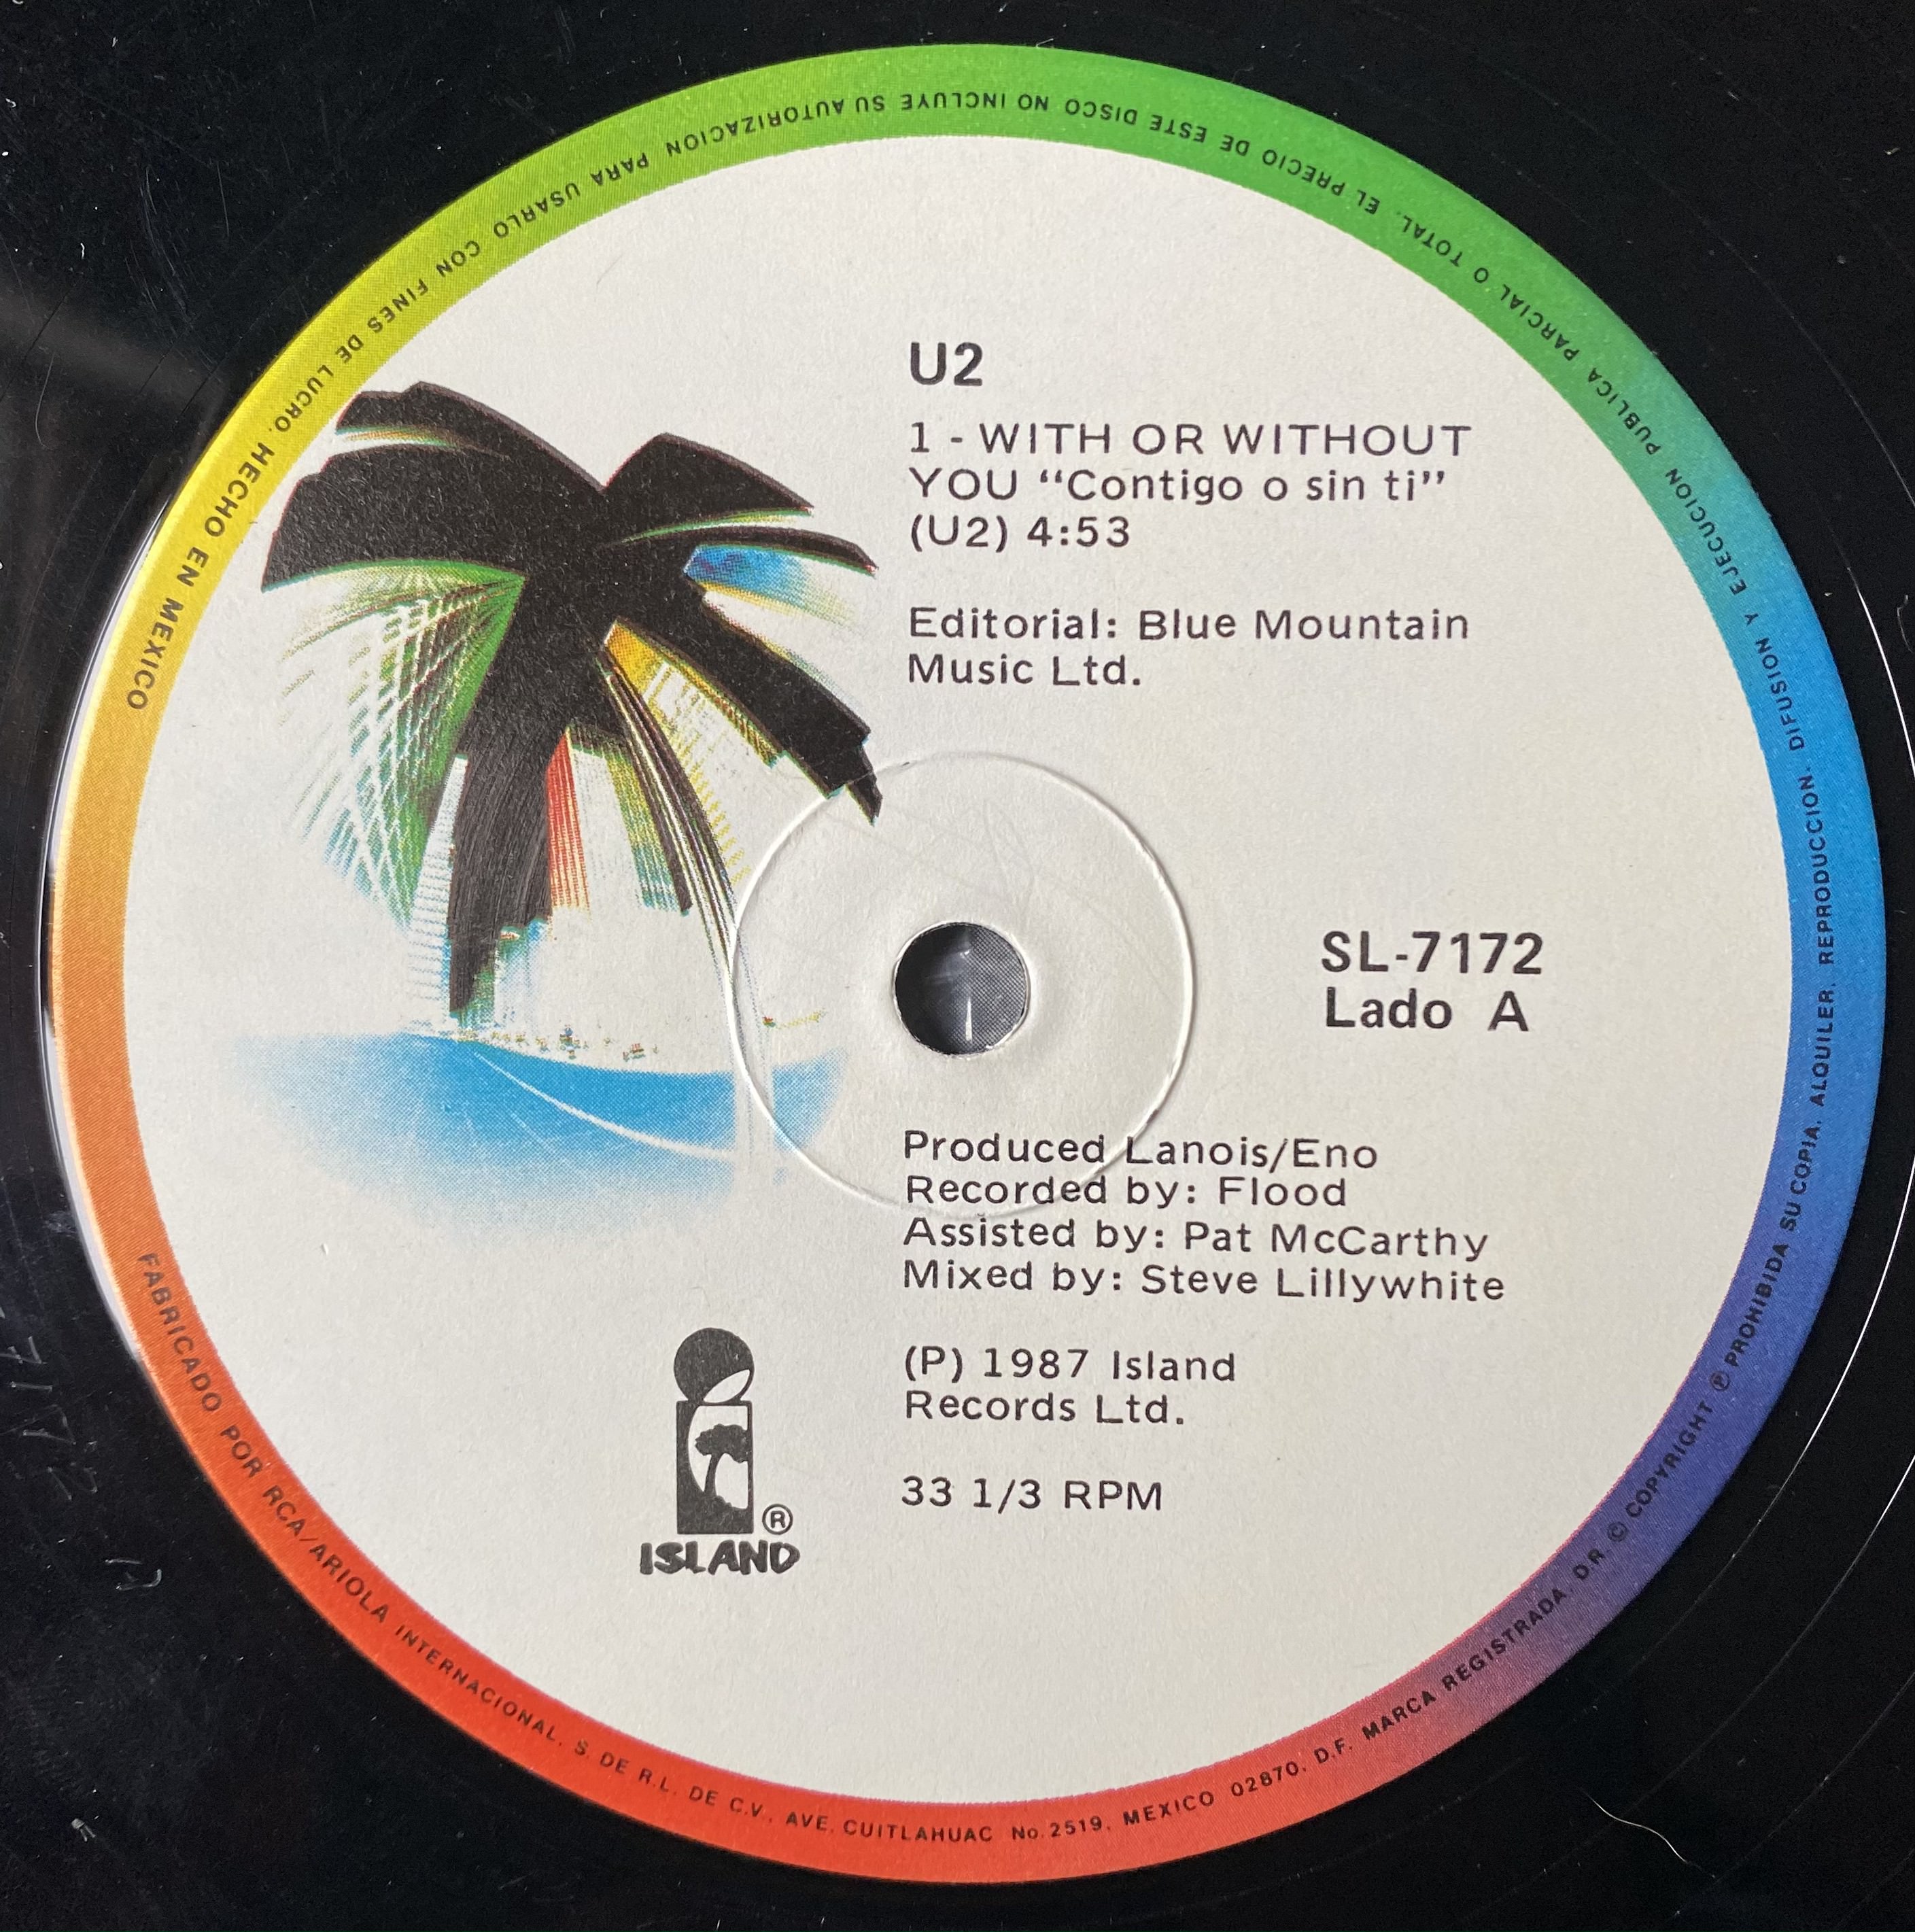 U2
1 - WITH OR WITHOUT
YOU “Contigo o sin ti”
(U2) 4:53
Editorial: Blue Mountain
Music Ltd.
SL-7172
Lado A
Produced Lanois/Eno
Recorded by: Flood
Assisted by: Pat McCarthy
Mixed by: Steve Lillywhite
(P) 1987 Island
Records Ltd.
33 1/3 RPM
®
ISLAND
FABRICADO POR RCA/ARIOLA INTERNACIONAL, S. DE R.L. DE C.V., AVE. CUITLAHUAC No. 2519, MEXICO 02870, D.F. MARCA REGISTRADA. D.R. © COPYRIGHT ℗ PROHIBIDA SU COPIA, ALQUILER, REPRODUCCION, DIFUSION Y EJECUCION PUBLICA PARCIAL O TOTAL. EL PRECIO DE ESTE DISCO NO INCLUYE SU AUTORIZACION PARA USARLO CON FINES DE LUCRO. HECHO EN MEXICO